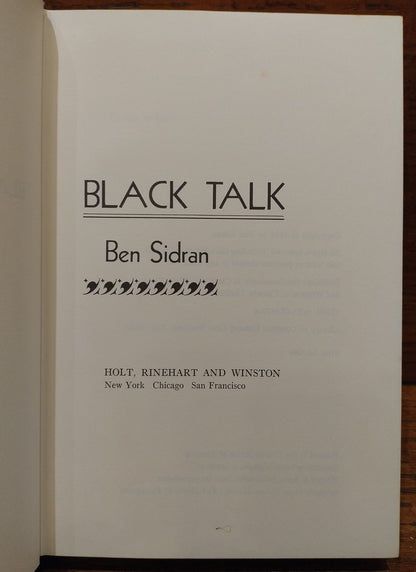 BLACK TALK
Ben Sidran
HOLT, RINEHART AND WINSTON
New York Chicago San Francisco